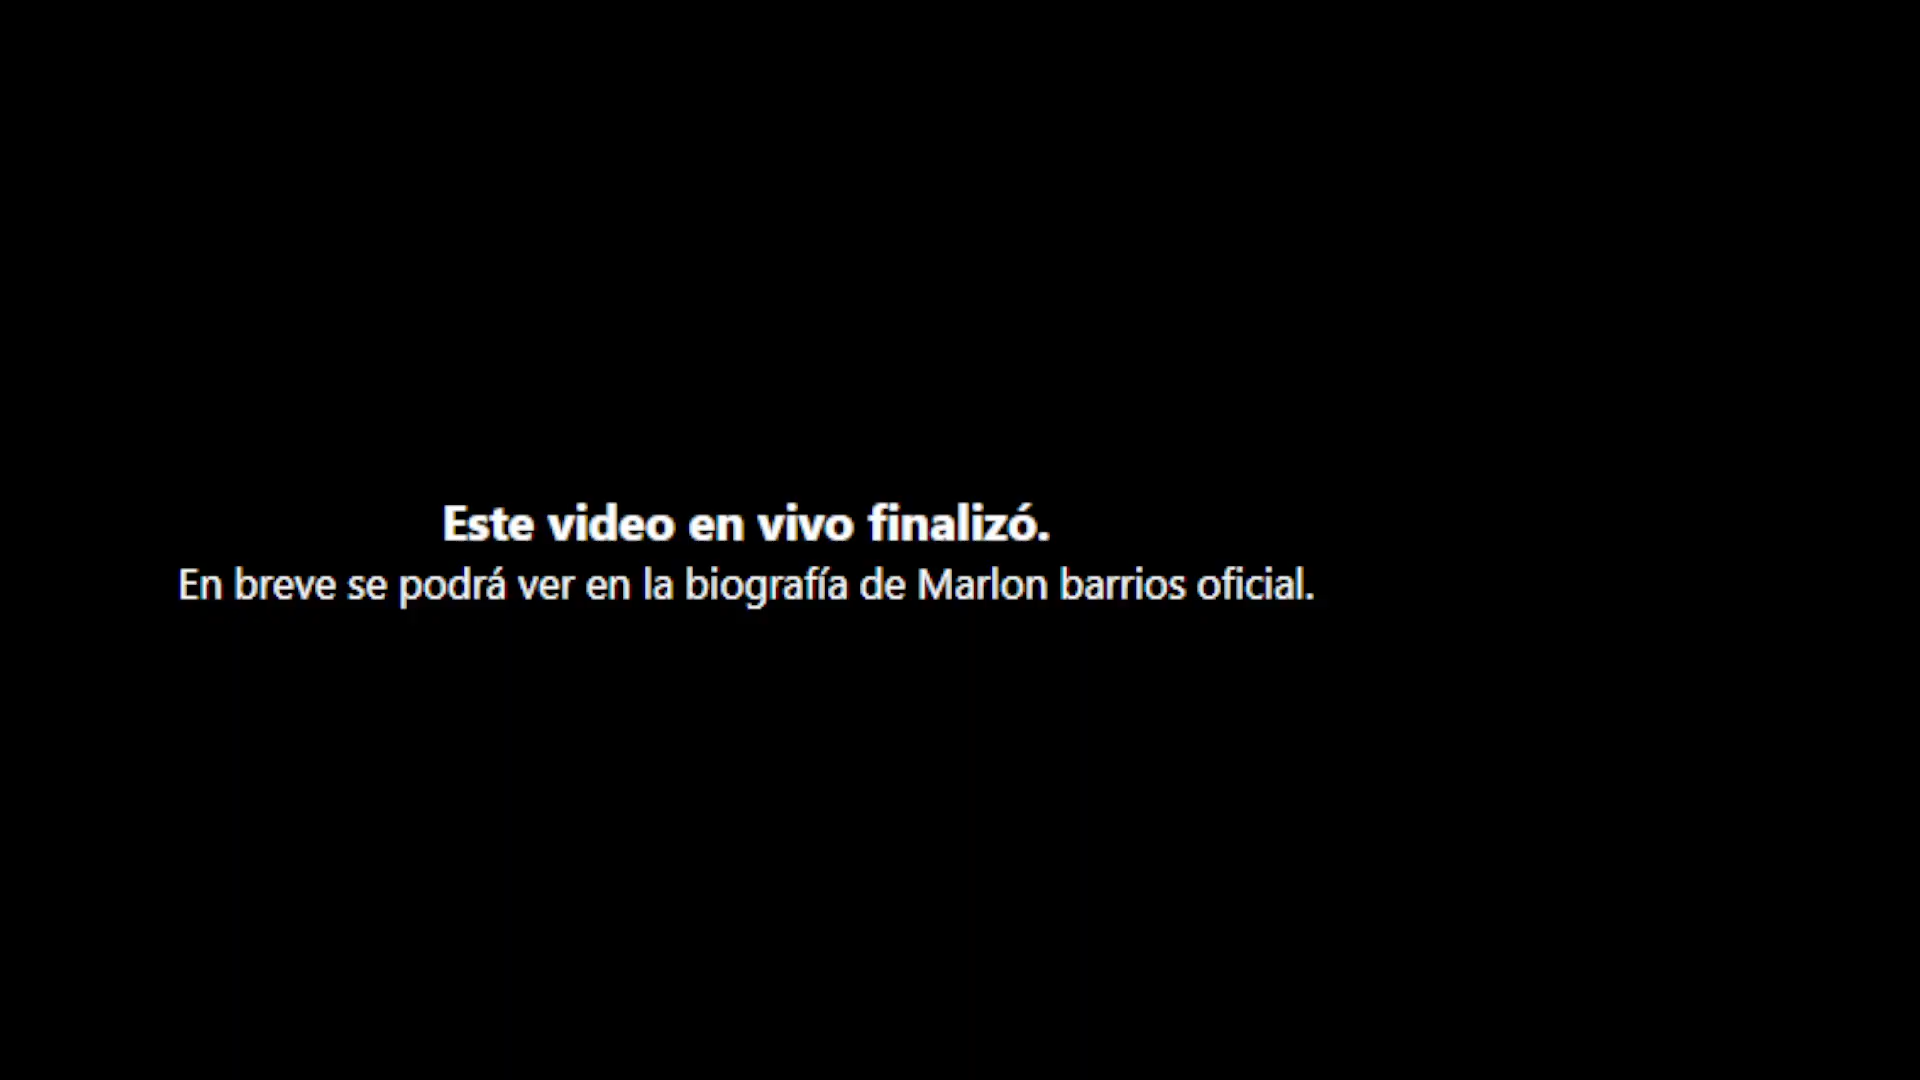 Este video en vivo finalizó.
En breve se podrá ver en la biografía de Marlon barrios oficial.